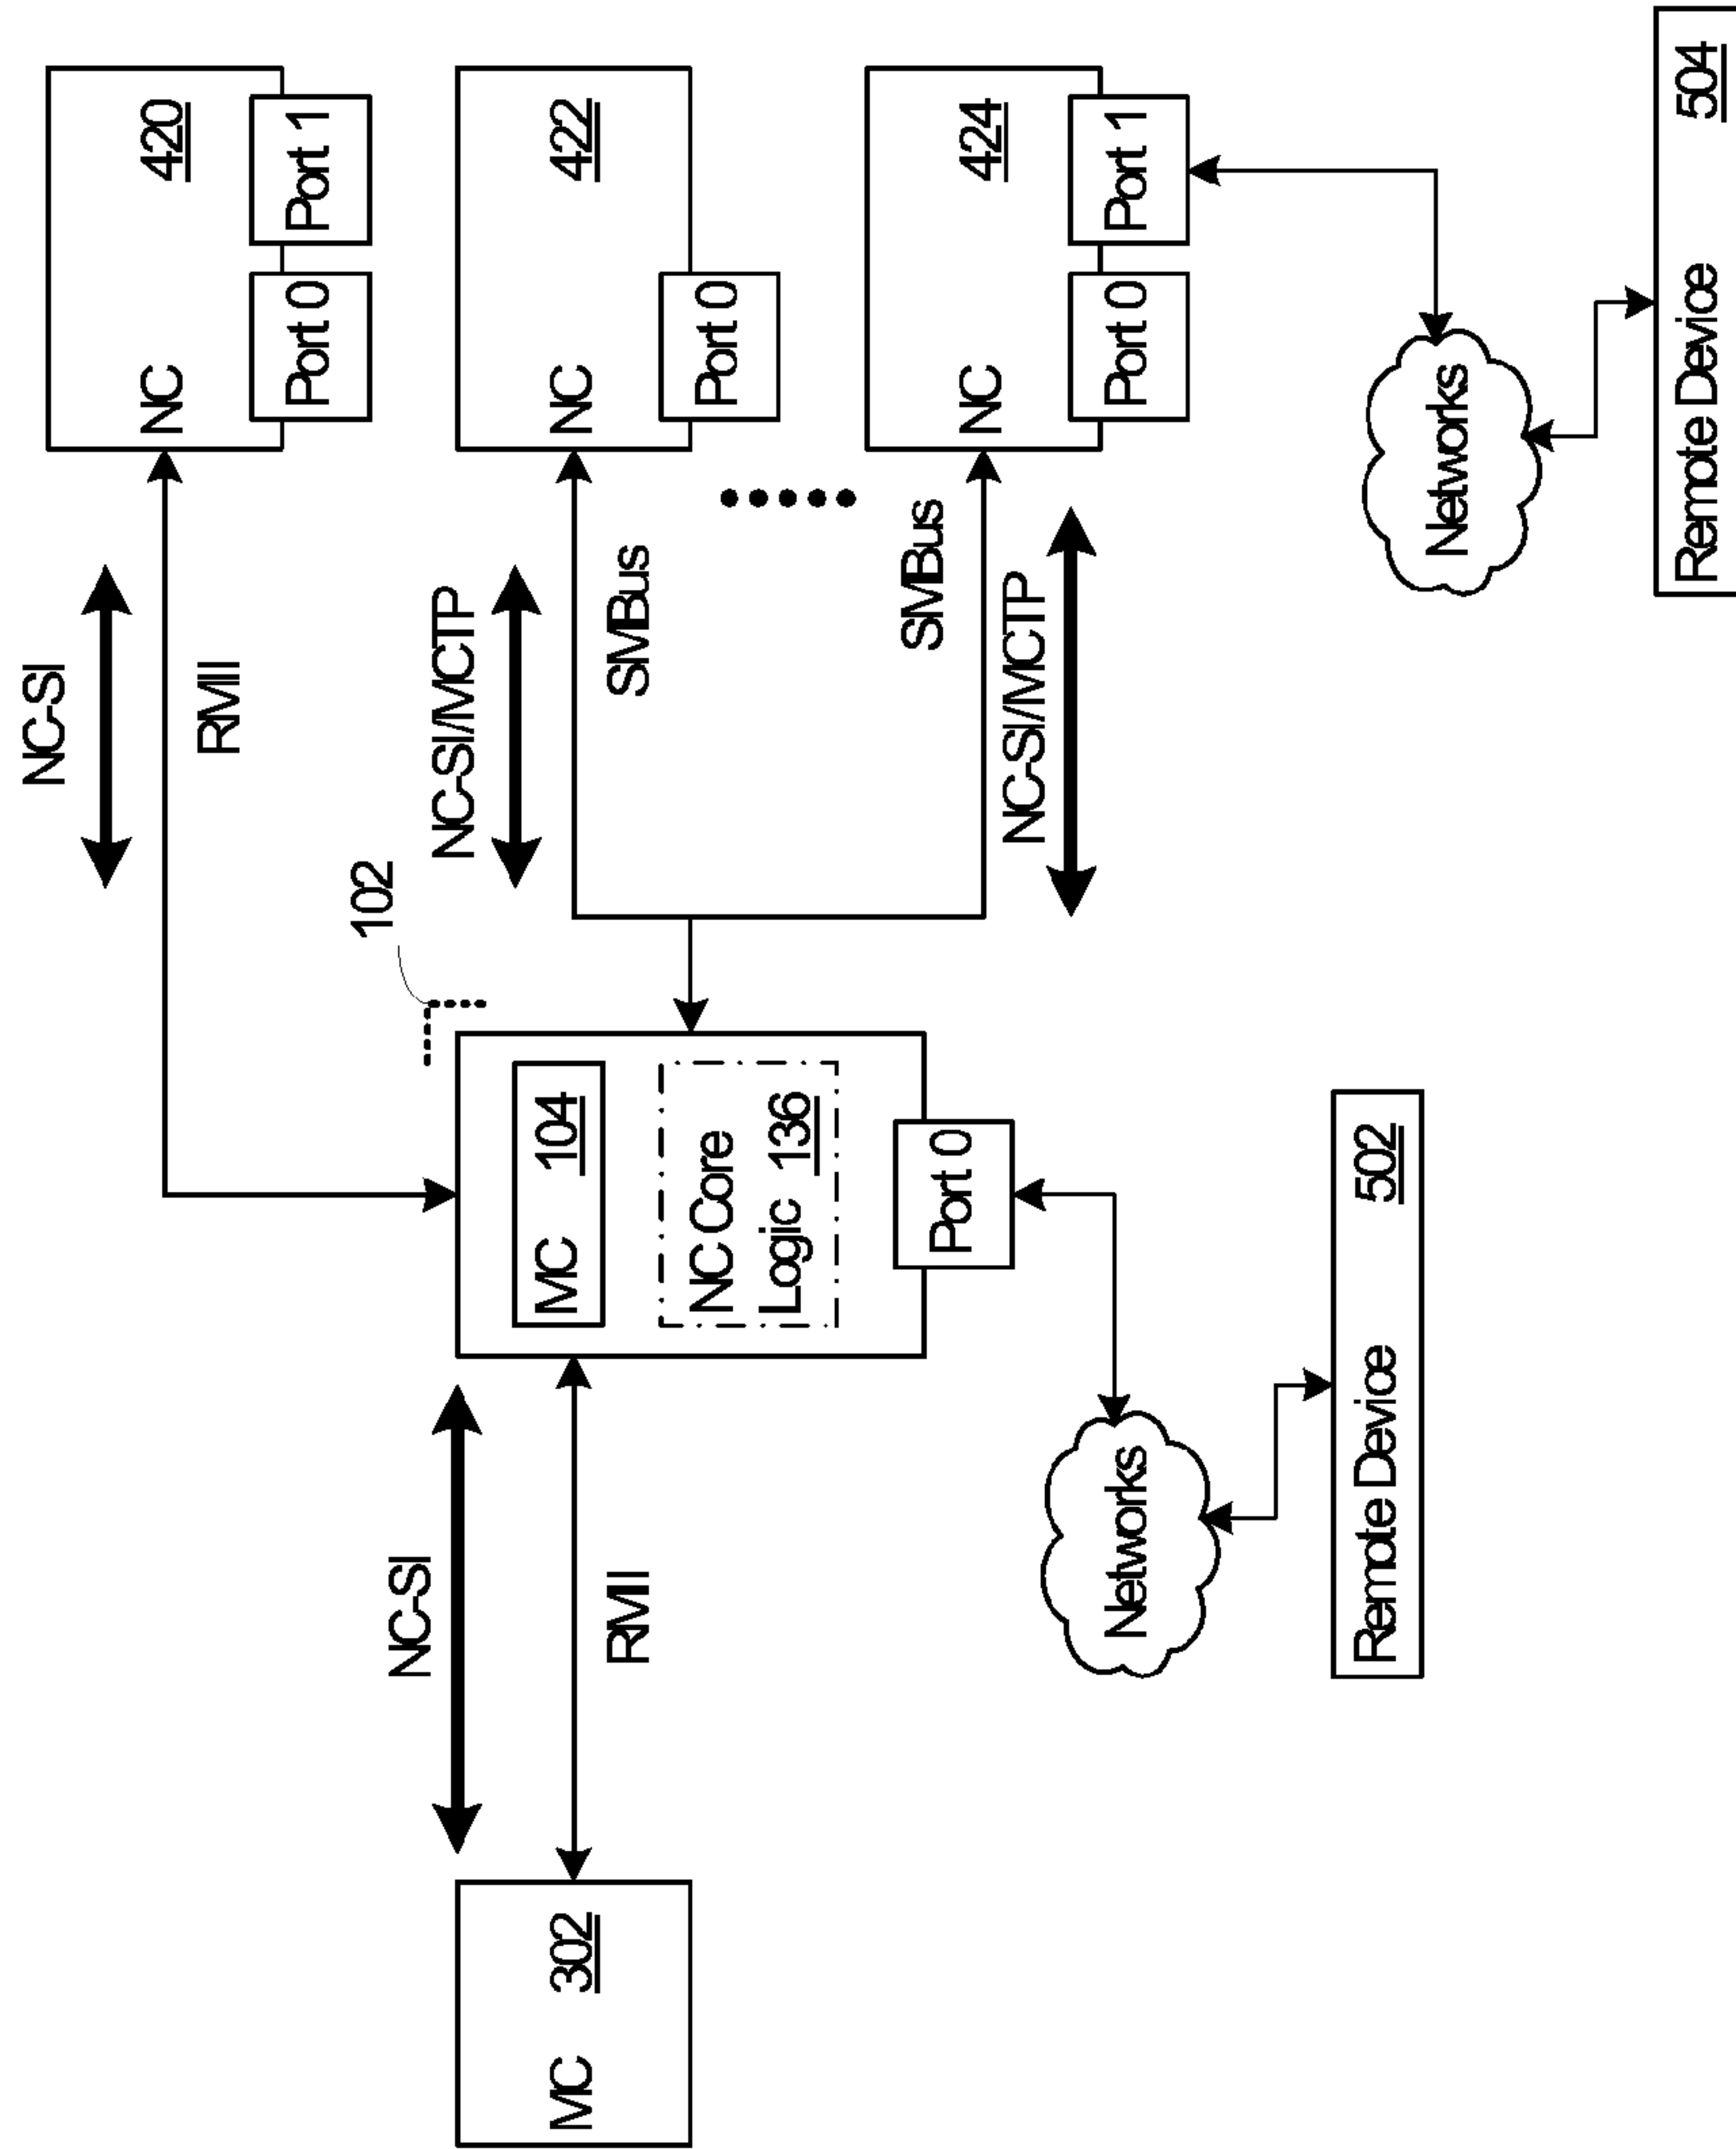 NC-SI
RMII
NC 420
Port 0
Port 1
102
NC-SI/MCTP
SMBus
NC 422
Port 0
SMBus
NC-SI/MCTP
NC 424
Port 0
Port 1
MC 302
NC-SI
RMII
MC 104
NC Core
Logic 136
Port 0
Networks
Remote Device 502
Networks
Remote Device 504